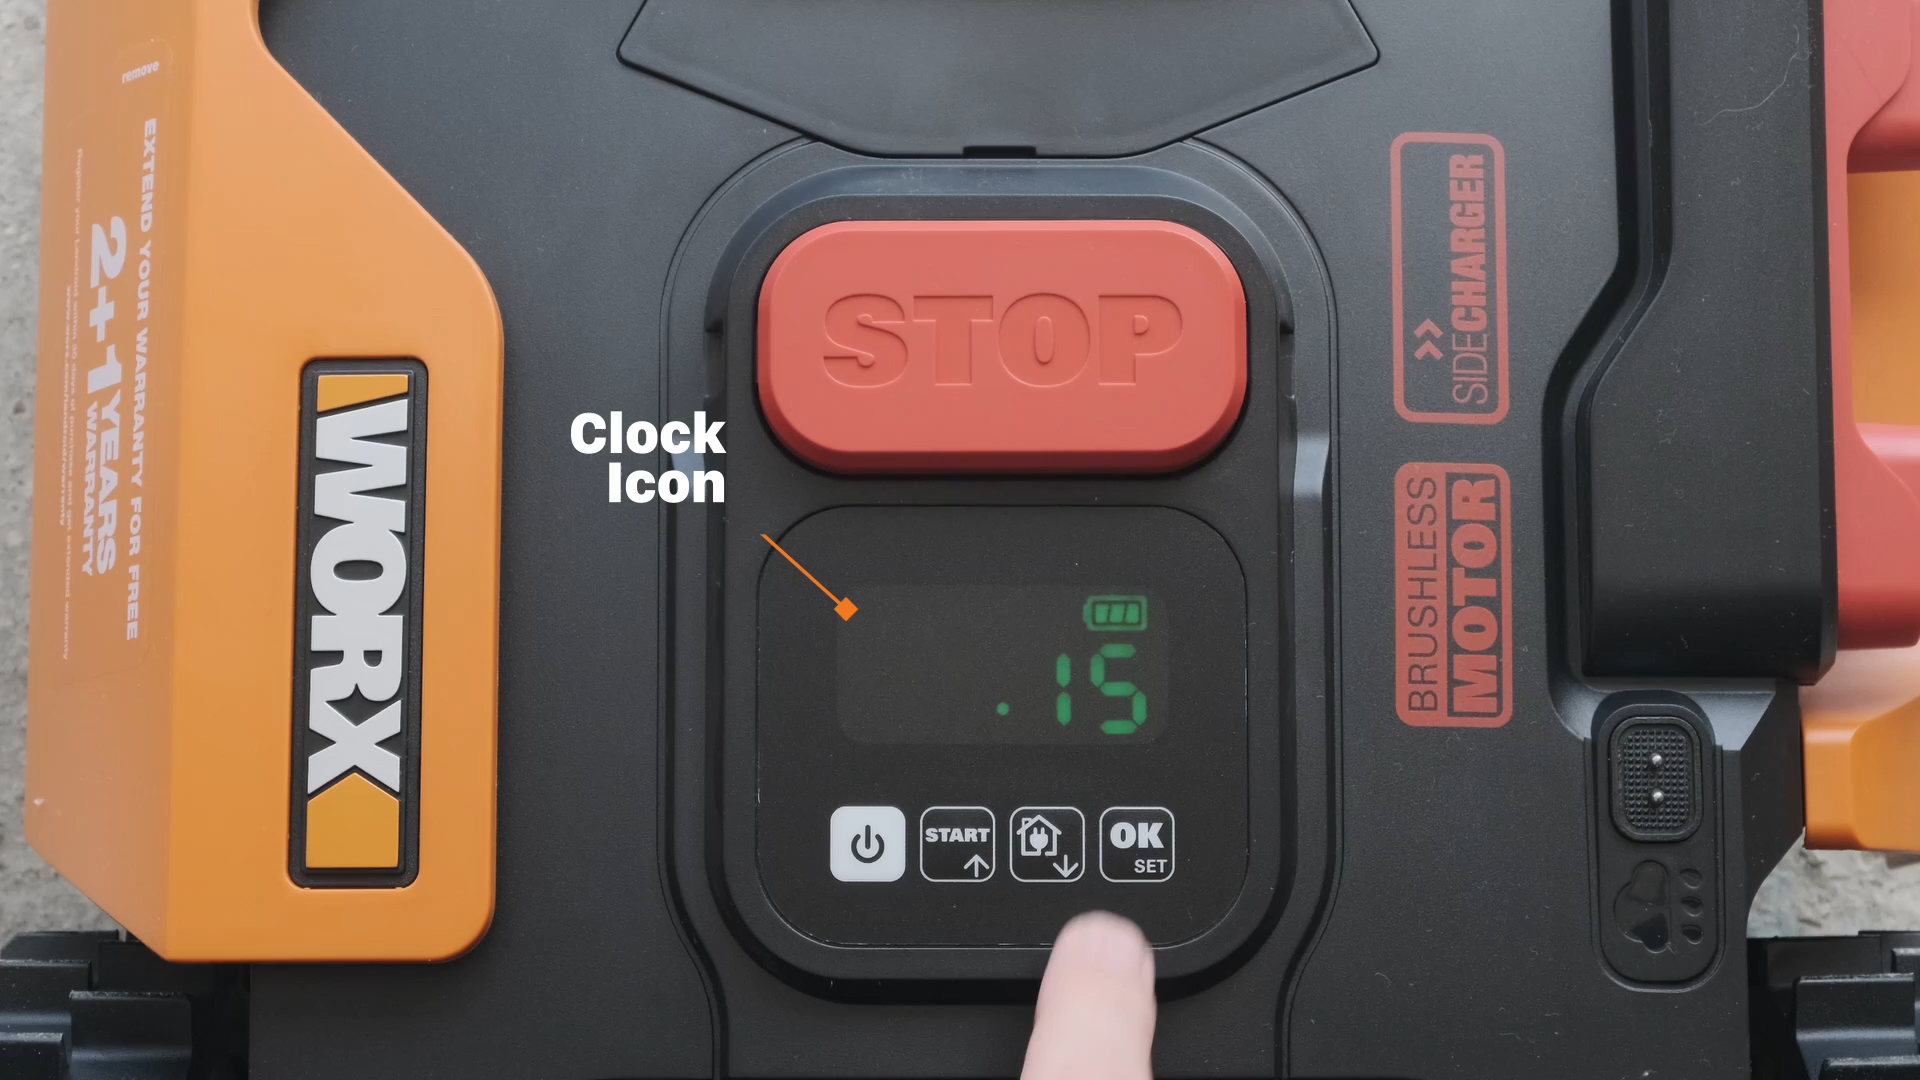 remove
EXTEND YOUR WARRANTY FOR FREE
2+1 YEARS
WARRANTY
WORX
Clock
Icon
STOP
.15
START
OK
SET
SIDECHARGER
BRUSHLESS
MOTOR